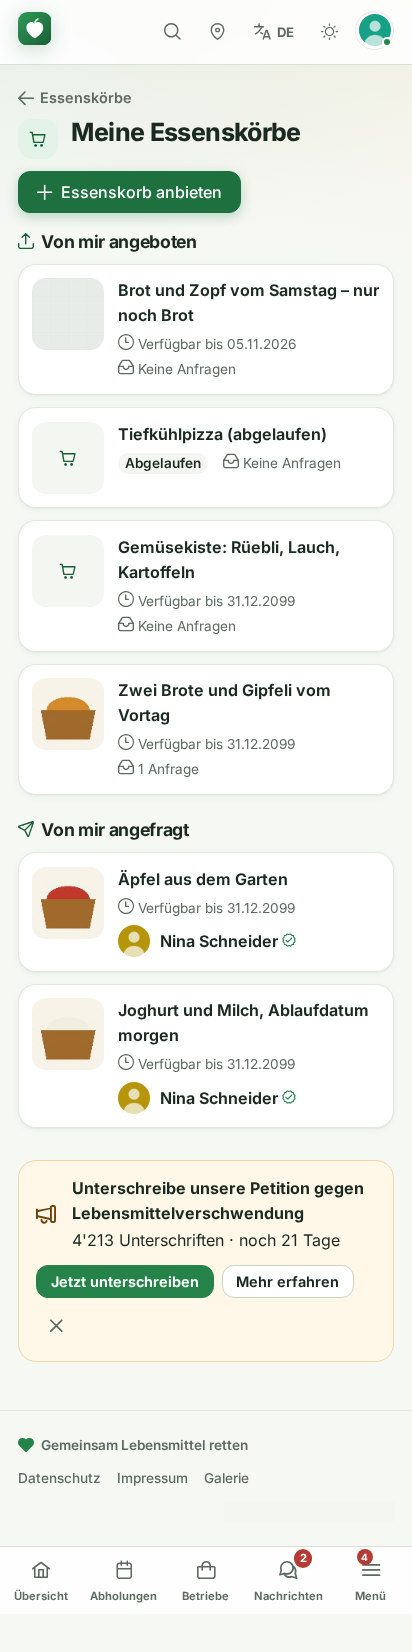 DE
Essenskörbe
Meine Essenskörbe
Essenskorb anbieten
Von mir angeboten
Brot und Zopf vom Samstag – nur
noch Brot
Verfügbar bis 05.11.2026
Keine Anfragen
Tiefkühlpizza (abgelaufen)
Abgelaufen Keine Anfragen
Gemüsekiste: Rüebli, Lauch,
Kartoffeln
Verfügbar bis 31.12.2099
Keine Anfragen
Zwei Brote und Gipfeli vom
Vortag
Verfügbar bis 31.12.2099
1 Anfrage
Von mir angefragt
Äpfel aus dem Garten
Verfügbar bis 31.12.2099
Nina Schneider
Joghurt und Milch, Ablaufdatum
morgen
Verfügbar bis 31.12.2099
Nina Schneider
Unterschreibe unsere Petition gegen
Lebensmittelverschwendung
4'213 Unterschriften · noch 21 Tage
Jetzt unterschreiben Mehr erfahren
Gemeinsam Lebensmittel retten
Datenschutz Impressum Galerie
2 4
Übersicht Abholungen Betriebe Nachrichten Menü